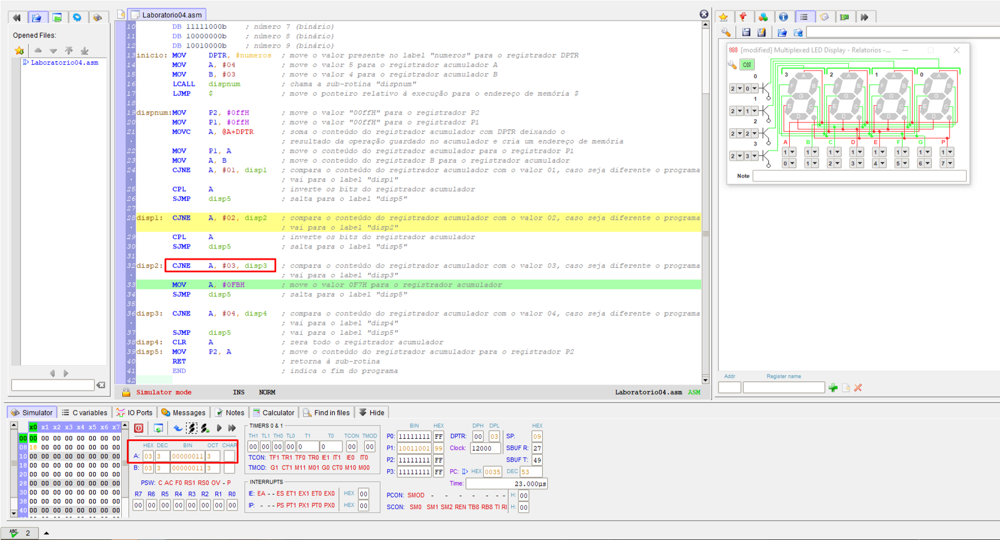 Opened Files:
Laboratorio04.asm
Laboratorio04.asm
10 DB 11111000b ; número 7 (binário)
11 DB 10000000b ; número 8 (binário)
12 DB 10010000b ; número 9 (binário)
13 inicio: MOV DPTR, #numeros ; move o valor presente no label "numeros" para o registrador DPTR
14 MOV A, #04 ; move o valor 5 para o registrador acumulador A
15 MOV B, #03 ; move o valor 4 para o registrador acumulador B
16 LCALL dispnum ; chama a sub-rotina "dispnum"
17 LJMP $ ; move o ponteiro relativo à execução para o endereço de memória $
18
19 dispnum:MOV P2, #0ffH ; move o valor "00ffH" para o registrador P2
20 MOV P1, #0ffH ; move o valor "00ffH" para o registrador P1
21 MOVC A, @A+DPTR ; soma o conteúdo do registrador acumulador com DPTR deixando o
; resultado da operação guardado no acumulador e cria um endereço de memória
22 MOV P1, A ; move o conteúdo do registrador acumulador para o registrador P1
23 MOV A, B ; move o conteúdo do registrador B para o registrador acumulador
24 CJNE A, #01, disp1 ; compara o conteúdo do registrador acumulador com o valor 01, caso seja diferente o programa
; vai para o label "disp1"
25 CPL A ; inverte os bits do registrador acumulador
26 SJMP disp5 ; salta para o label "disp5"
27
28 disp1: CJNE A, #02, disp2 ; compara o conteúdo do registrador acumulador com o valor 02, caso seja diferente o programa
; vai para o label "disp2"
29 CPL A ; inverte os bits do registrador acumulador
30 SJMP disp5 ; salta para o label "disp5"
31
32 disp2: CJNE A, #03, disp3 ; compara o conteúdo do registrador acumulador com o valor 03, caso seja diferente o programa
; vai para o label "disp3"
33 MOV A, #0FBH ; move o valor 0F7H para o registrador acumulador
34 SJMP disp5 ; salta para o label "disp5"
35
36 disp3: CJNE A, #04, disp4 ; compara o conteúdo do registrador acumulador com o valor 04, caso seja diferente o programa
; vai para o label "disp4"
37 SJMP disp5 ; vai para o label "disp5"
38 disp4: CLR A ; zera todo o registrador acumulador
39 disp5: MOV P2, A ; move o conteúdo do registrador acumulador para o registrador P2
40 RET ; retorna à sub-rotina
41 END ; indica o fim do programa
42
Simulator mode INS NORM Laboratorio04.asm ASM
888 [modified] Multiplexed LED Display - Relatorios -...
ON
0
3 2 1 0
2 0
1
2 1
2
2 2
3
2 3
A B C D E F G P
1 1 1 1 1 1 1 1
0 1 2 3 4 5 6 7
Note
Addr Register name
Simulator C variables IO Ports Messages Notes Calculator Find in files Hide
x0 x1 x2 x3 x4 x5 x6 x7
00 00 00 00 00 00 00 00 00
08 18 00 00 00 00 00 00 00
10 00 00 00 00 00 00 00 00
18 00 00 00 00 00 00 00 00
20 00 00 00 00 00 00 00 00
28 00 00 00 00 00 00 00 00
30 00 00 00 00 00 00 00 00
38 00 00 00 00 00 00 00 00
40 00 00 00 00 00 00 00 00
HEX DEC BIN OCT CHAR
A: 03 3 00000011 3
B: 03 3 00000011 3
PSW: C AC F0 RS1 RS0 OV - P
R7 R6 R5 R4 R3 R2 R1 R0
00 00 00 00 00 00 00 00
TIMERS 0 & 1
TH1 TL1 TH0 TL0 T1 T0 TCON TMOD
00 00 00 00 0 0 00 00
TCON: TF1 TR1 TF0 TR0 IE1 IT1 IE0 IT0
TMOD: G1 CT1 M11 M01 G0 CT0 M10 M00
INTERRUPTS
IE: EA - - ES ET1 EX1 ET0 EX0 HEX 00
IP: - - - PS PT1 PX1 PT0 PX0 HEX 00
BIN HEX
P0: 11111111 FF
P1: 10011001 99
P2: 11111111 FF
P3: 11111111 FF
DPH DPL HEX
DPTR: 00 03 SP: 09
Clock: 12000 SBUF R: 27
SBUF T: 49
PC: HEX 0035 DEC 53
Time: 23.000µs
PCON: SMOD - - - - - - - H: 00
SCON: SM0 SM1 SM2 REN TB8 RB8 TI RI H: 00
ABC 2